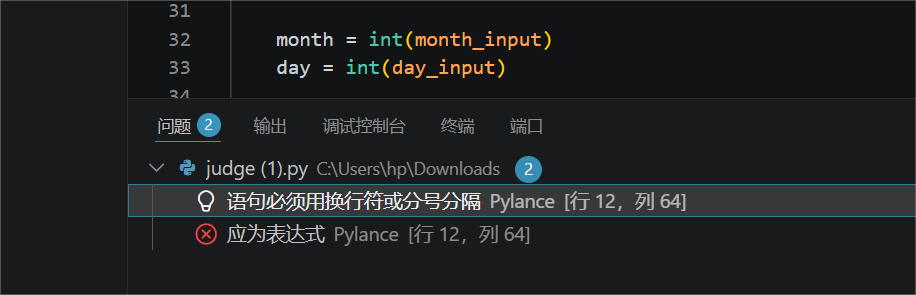 31
32 month = int(month_input)
33 day = int(day_input)
34
问题 2 输出 调试控制台 终端 端口
judge (1).py C:\Users\hp\Downloads 2
语句必须用换行符或分号分隔 Pylance [行 12，列 64]
应为表达式 Pylance [行 12，列 64]